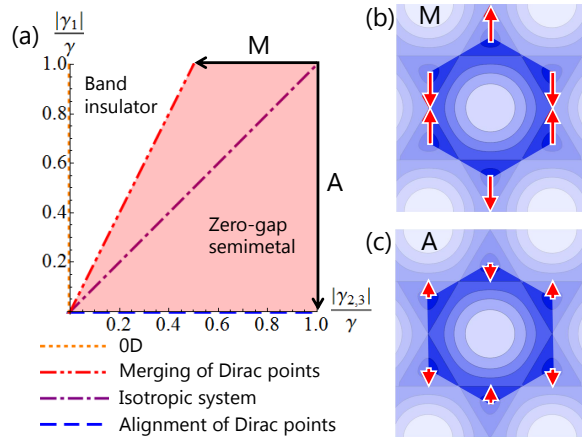 (a)
|γ₁|
γ
M
Band
insulator
1.0
0.8
0.6
0.4
0.2
A
Zero-gap
semimetal
0.2 0.4 0.6 0.8 1.0
|γ₂,₃|
γ
0D
Merging of Dirac points
Isotropic system
Alignment of Dirac points
(b)
M
(c)
A